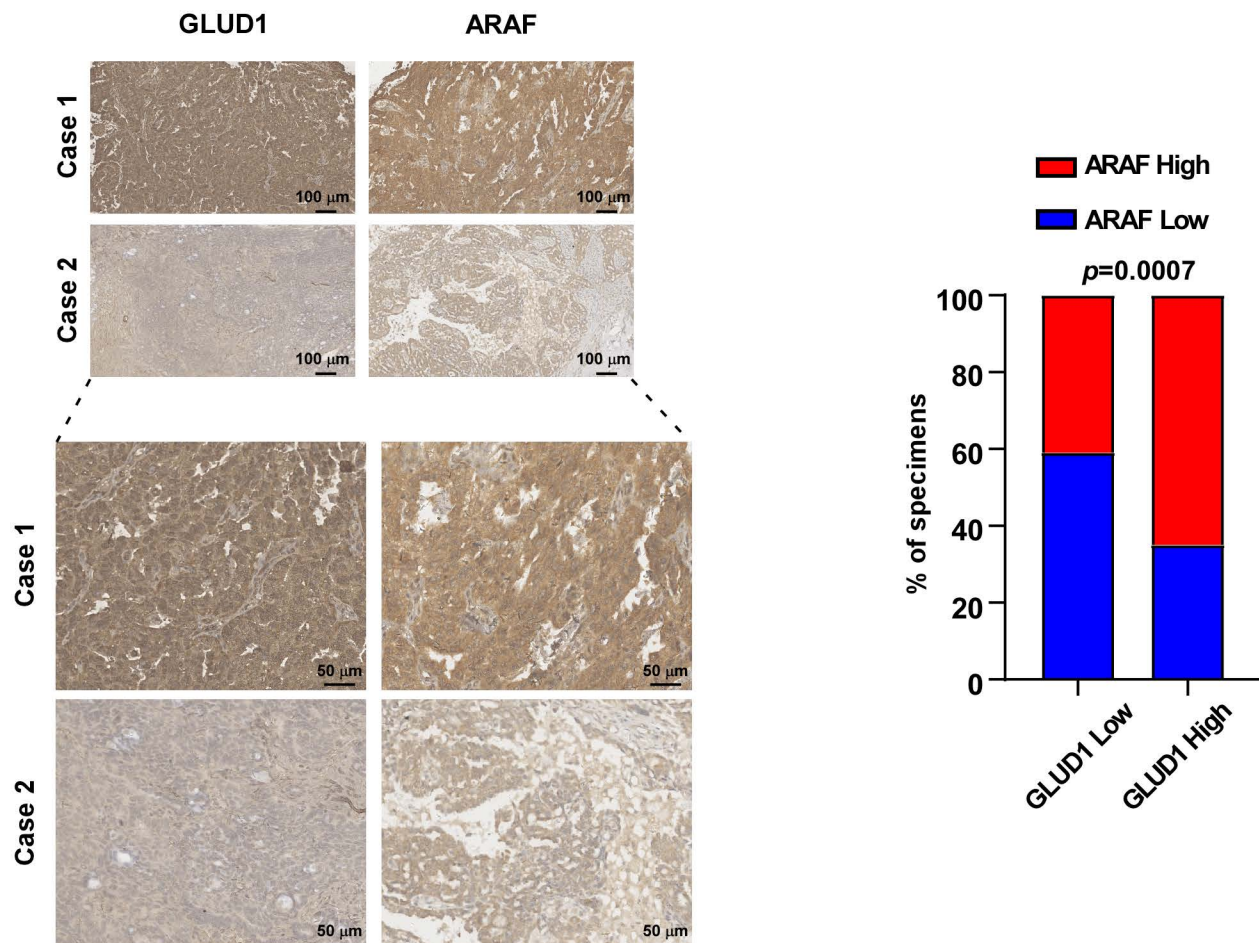 GLUD1 ARAF
Case 1
100 μm 100 μm
Case 2
100 μm 100 μm
Case 1
50 μm 50 μm
Case 2
50 μm 50 μm
ARAF High
ARAF Low
p=0.0007
% of specimens
100
80
60
40
20
0
GLUD1 Low
GLUD1 High